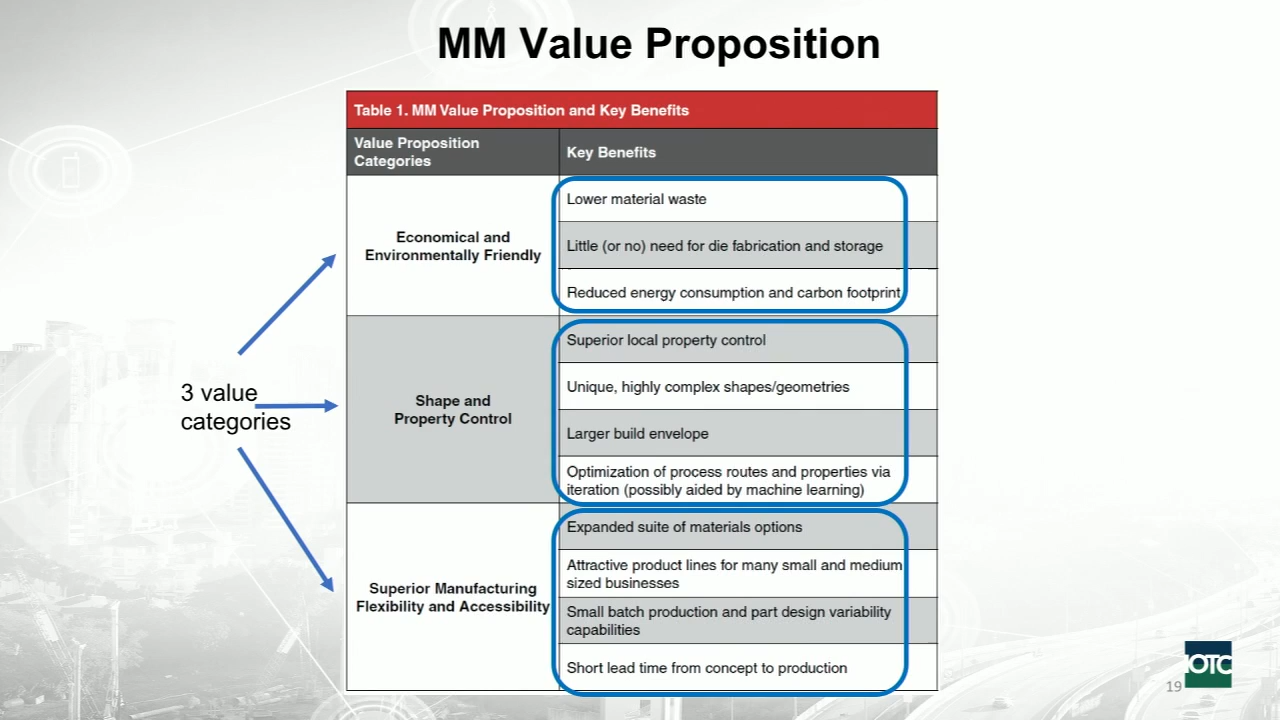 MM Value Proposition
Table 1. MM Value Proposition and Key Benefits
Value Proposition
Categories
Key Benefits
Economical and
Environmentally Friendly
Lower material waste
Little (or no) need for die fabrication and storage
Reduced energy consumption and carbon footprint
Shape and
Property Control
Superior local property control
Unique, highly complex shapes/geometries
Larger build envelope
Optimization of process routes and properties via
iteration (possibly aided by machine learning)
Superior Manufacturing
Flexibility and Accessibility
Expanded suite of materials options
Attractive product lines for many small and medium
sized businesses
Small batch production and part design variability
capabilities
Short lead time from concept to production
3 value
categories
19
OTC